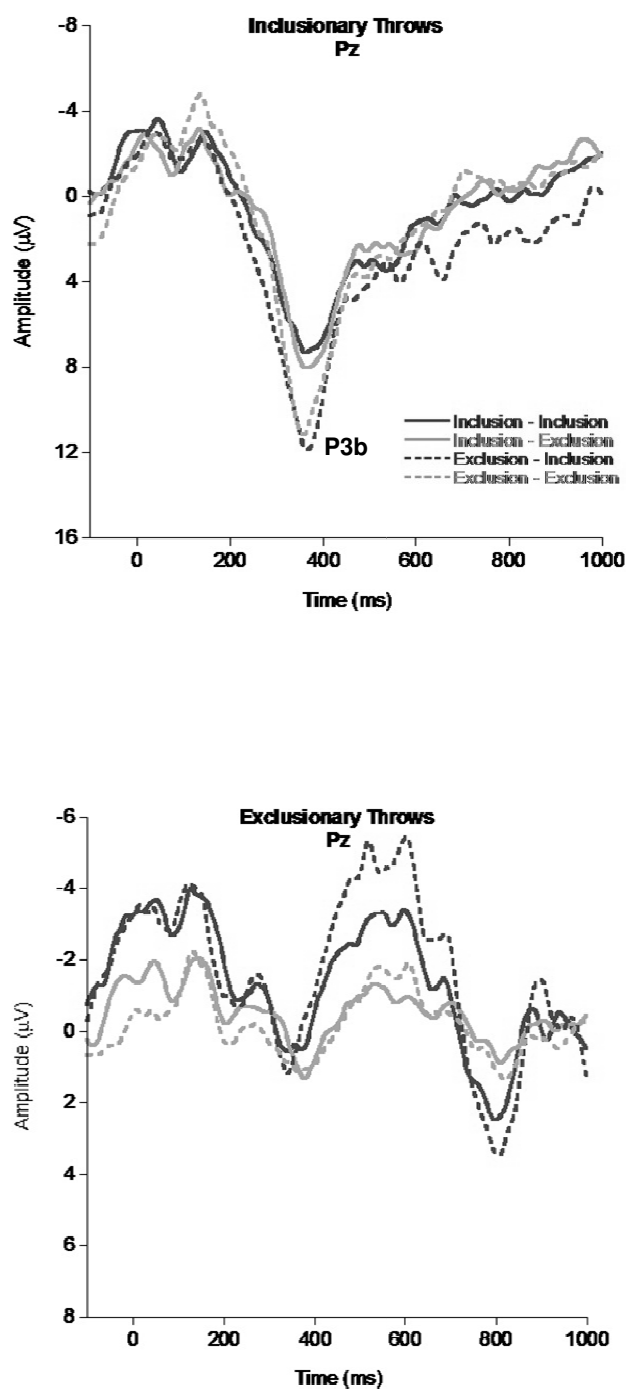 Inclusionary Throws
Pz
-8
-4
0
4
8
12
16
Amplitude (µV)
P3b
Inclusion - Inclusion
Inclusion - Exclusion
Exclusion - Inclusion
Exclusion - Exclusion
0 200 400 600 800 1000
Time (ms)
Exclusionary Throws
Pz
-6
-4
-2
0
2
4
6
8
Amplitude (µV)
0 200 400 600 800 1000
Time (ms)